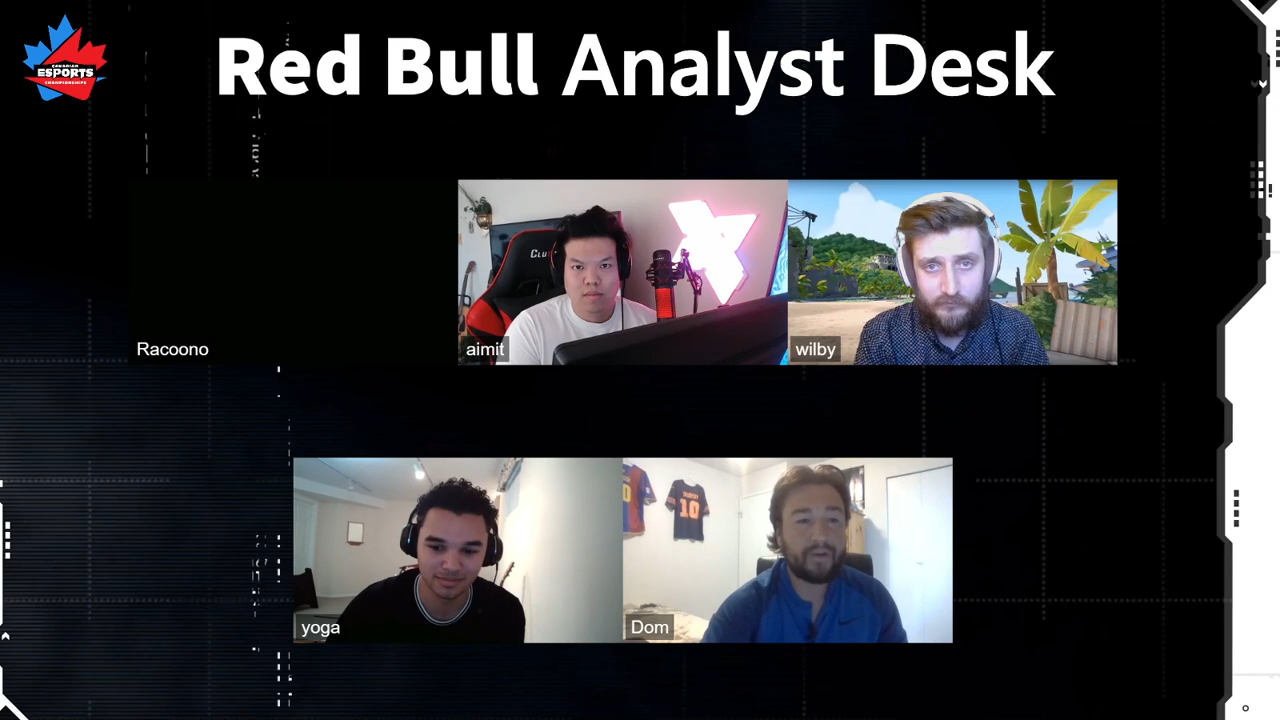 Red Bull Analyst Desk
CANADIAN
ESPORTS
CHAMPIONSHIPS
Racoono
aimit
wilby
yoga
Dom
10